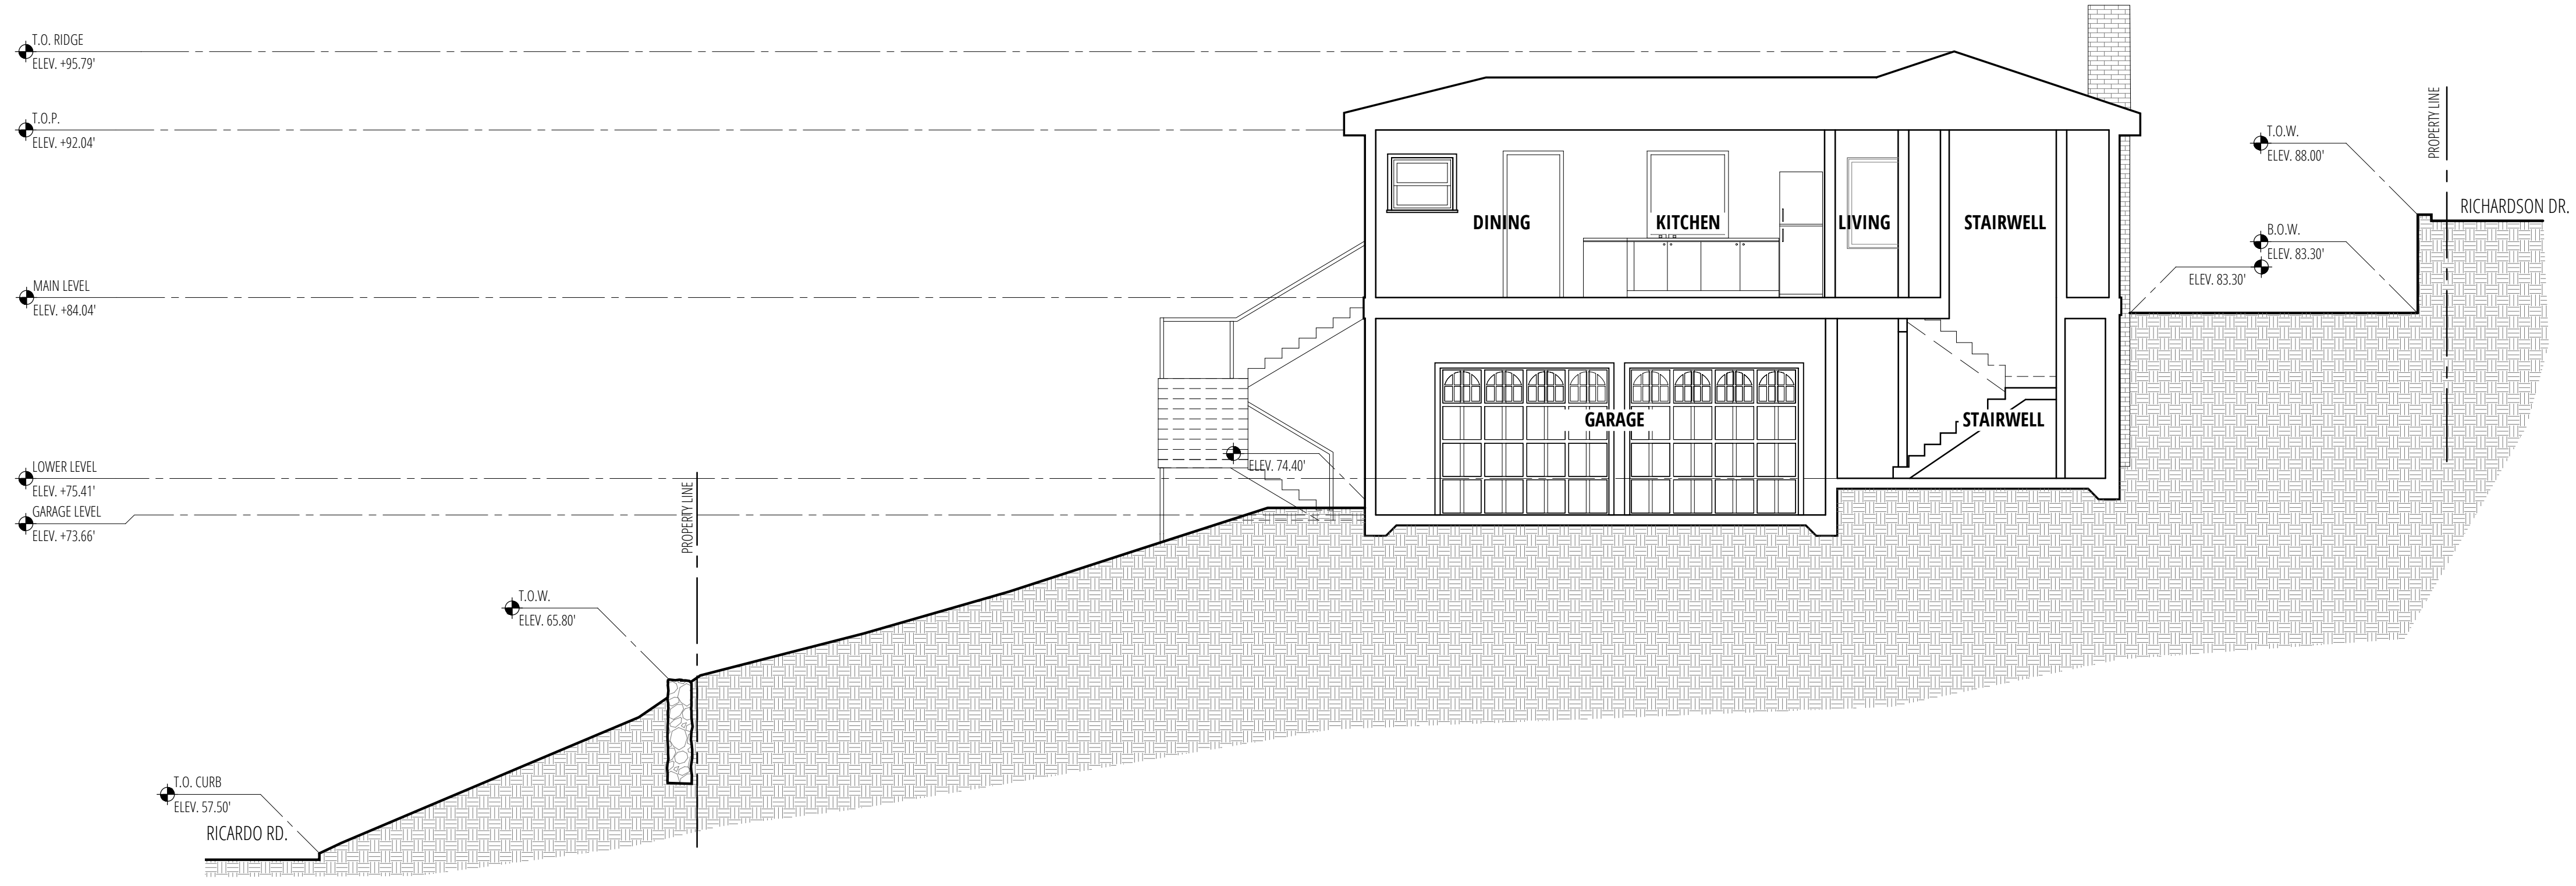 T.O. RIDGE
ELEV. +95.79'
T.O.P.
ELEV. +92.04'
MAIN LEVEL
ELEV. +84.04'
LOWER LEVEL
ELEV. +75.41'
GARAGE LEVEL
ELEV. +73.66'
PROPERTY LINE
T.O.W.
ELEV. 65.80'
T.O. CURB
ELEV. 57.50'
RICARDO RD.
DINING
KITCHEN
LIVING
STAIRWELL
GARAGE
STAIRWELL
ELEV. 74.40'
T.O.W.
ELEV. 88.00'
B.O.W.
ELEV. 83.30'
ELEV. 83.30'
PROPERTY LINE
RICHARDSON DR.